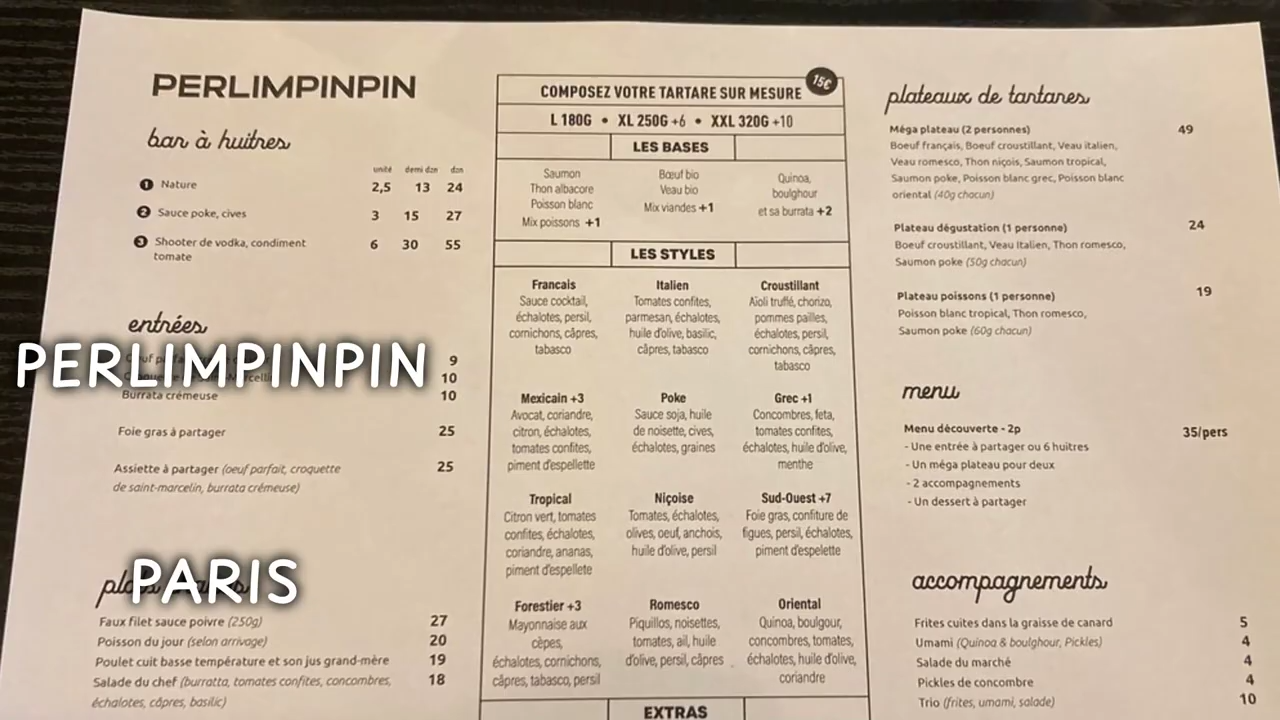 PERLIMPINPIN
bar à huitres
unité demi dzn dzn
1 Nature 2,5 13 24
2 Sauce poke, cives 3 15 27
3 Shooter de vodka, condiment 6 30 55
tomate
entrées
9
PERLIMPINPIN
10
Burrata crémeuse 10
Foie gras à partager 25
Assiette à partager (oeuf parfait, croquette 25
de saint-marcelin, burrata crémeuse)
PARIS
Faux filet sauce poivre (250g) 27
Poisson du jour (selon arrivage) 20
Poulet cuit basse température et son jus grand-mère 19
Salade du chef (burratta, tomates confites, concombres, 18
échalotes, câpres, basilic)
COMPOSEZ VOTRE TARTARE SUR MESURE 15€
L 180G • XL 250G +6 • XXL 320G +10
LES BASES
Saumon
Thon albacore
Poisson blanc
Mix poissons +1
Bœuf bio
Veau bio
Mix viandes +1
Quinoa,
boulghour
et sa burrata +2
LES STYLES
Francais
Sauce cocktail,
échalotes, persil,
cornichons, câpres,
tabasco
Italien
Tomates confites,
parmesan, échalotes,
huile d'olive, basilic,
câpres, tabasco
Croustillant
Aïoli truffé, chorizo,
pommes pailles,
échalotes, persil,
cornichons, câpres,
tabasco
Mexicain +3
Avocat, coriandre,
citron, échalotes,
tomates confites,
piment d'espellette
Poke
Sauce soja, huile
de noisette, cives,
échalotes, graines
Grec +1
Concombres, feta,
tomates confites,
échalotes, huile d'olive,
menthe
Tropical
Citron vert, tomates
confites, échalotes,
coriandre, ananas,
piment d'espellete
Niçoise
Tomates, échalotes,
olives, oeuf, anchois,
huile d'olive, persil
Sud-Ouest +7
Foie gras, confiture de
figues, persil, échalotes,
piment d'espelette
Forestier +3
Mayonnaise aux
cèpes,
échalotes, cornichons,
câpres, tabasco, persil
Romesco
Piquillos, noisettes,
tomates, ail, huile
d'olive, persil, câpres
Oriental
Quinoa, boulgour,
concombres, tomates,
échalotes, huile d'olive,
coriandre
EXTRAS
plateaux de tartares
Méga plateau (2 personnes) 49
Boeuf français, Boeuf croustillant, Veau italien,
Veau romesco, Thon niçois, Saumon tropical,
Saumon poke, Poisson blanc grec, Poisson blanc
oriental (40g chacun)
Plateau dégustation (1 personne) 24
Boeuf croustillant, Veau Italien, Thon romesco,
Saumon poke (50g chacun)
Plateau poissons (1 personne) 19
Poisson blanc tropical, Thon romesco,
Saumon poke (60g chacun)
menu
Menu découverte - 2p 35/pers
- Une entrée à partager ou 6 huitres
- Un méga plateau pour deux
- 2 accompagnements
- Un dessert à partager
accompagnements
Frites cuites dans la graisse de canard 5
Umami (Quinoa & boulghour, Pickles) 4
Salade du marché 4
Pickles de concombre 4
Trio (frites, umami, salade) 10